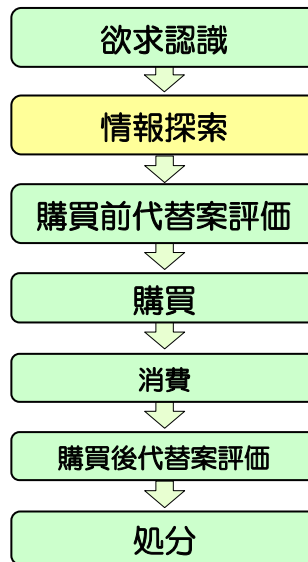 欲求認識
情報探索
購買前代替案評価
購買
消費
購買後代替案評価
処分